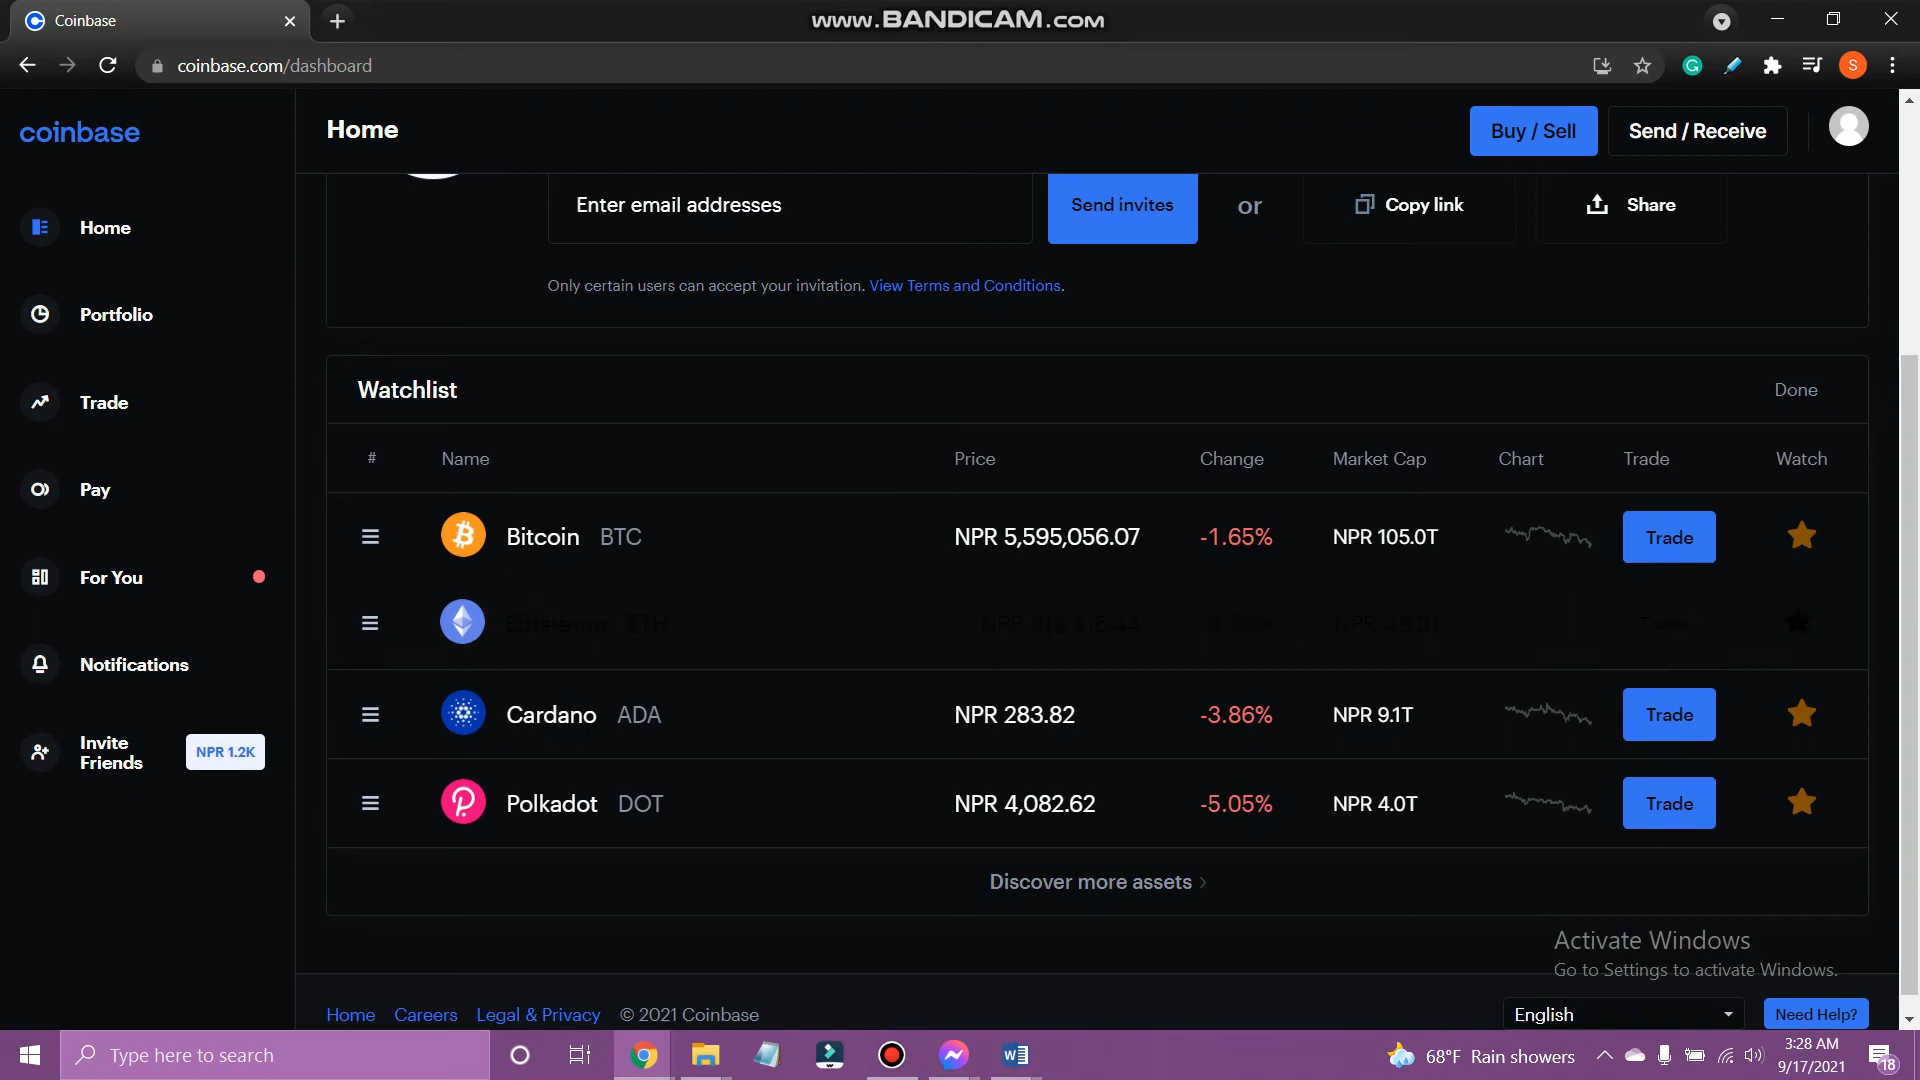 Coinbase
www.BANDICAM.com
coinbase.com/dashboard
S
coinbase
Home
Buy / Sell
Send / Receive
Home
Portfolio
Trade
Pay
For You
Notifications
Invite Friends
NPR 1.2K
Enter email addresses
Send invites
or
Copy link
Share
Only certain users can accept your invitation. View Terms and Conditions.
Watchlist
Done
# Name Price Change Market Cap Chart Trade Watch
Bitcoin BTC NPR 5,595,056.07 -1.65% NPR 105.0T Trade
Cardano ADA NPR 283.82 -3.86% NPR 9.1T Trade
Polkadot DOT NPR 4,082.62 -5.05% NPR 4.0T Trade
Discover more assets
Activate Windows
Go to Settings to activate Windows.
Home Careers Legal & Privacy © 2021 Coinbase
English
Need Help?
Type here to search
68°F Rain showers
3:28 AM
9/17/2021
18